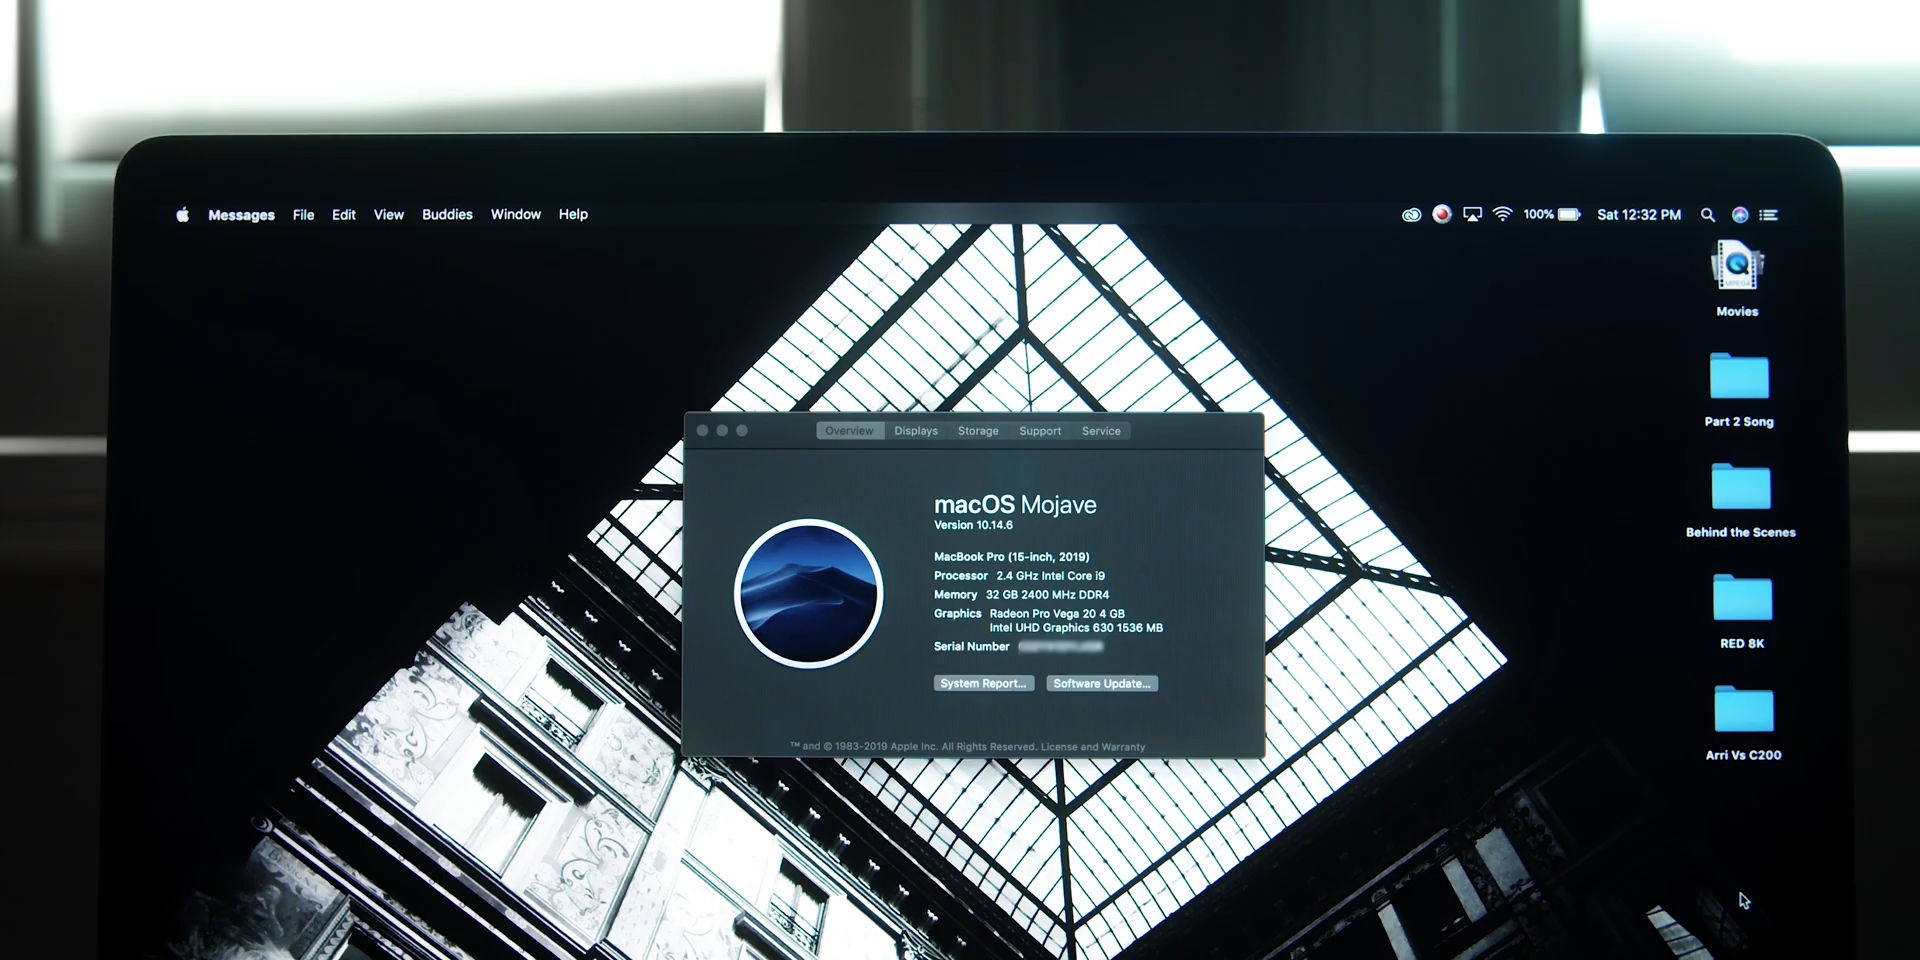 Messages File Edit View Buddies Window Help
100% Sat 12:32 PM
MPEG4
Movies
Part 2 Song
Behind the Scenes
RED 8K
Arri Vs C200
Overview Displays Storage Support Service
macOS Mojave
Version 10.14.6
MacBook Pro (15-inch, 2019)
Processor 2.4 GHz Intel Core i9
Memory 32 GB 2400 MHz DDR4
Graphics Radeon Pro Vega 20 4 GB
Intel UHD Graphics 630 1536 MB
Serial Number
System Report...
Software Update...
™ and © 1983-2019 Apple Inc. All Rights Reserved. License and Warranty